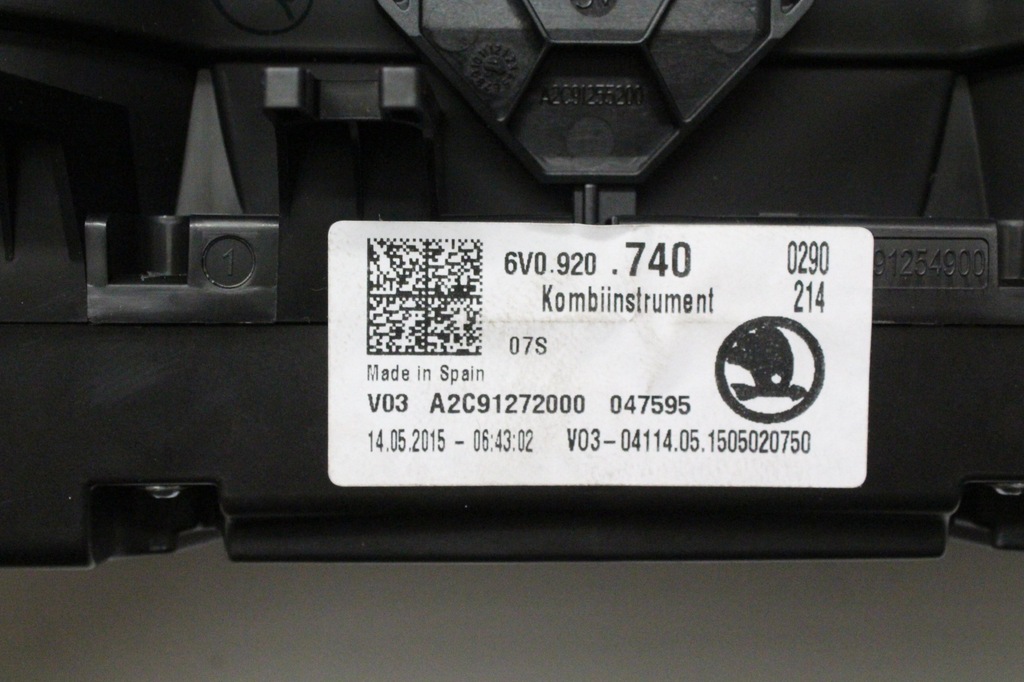 A2C91255200
1
91254900
6V0.920 .740 0290
Kombiinstrument 214
07S
Made in Spain
V03 A2C91272000 047595
14.05.2015 - 06:43:02 V03-04114.05.1505020750